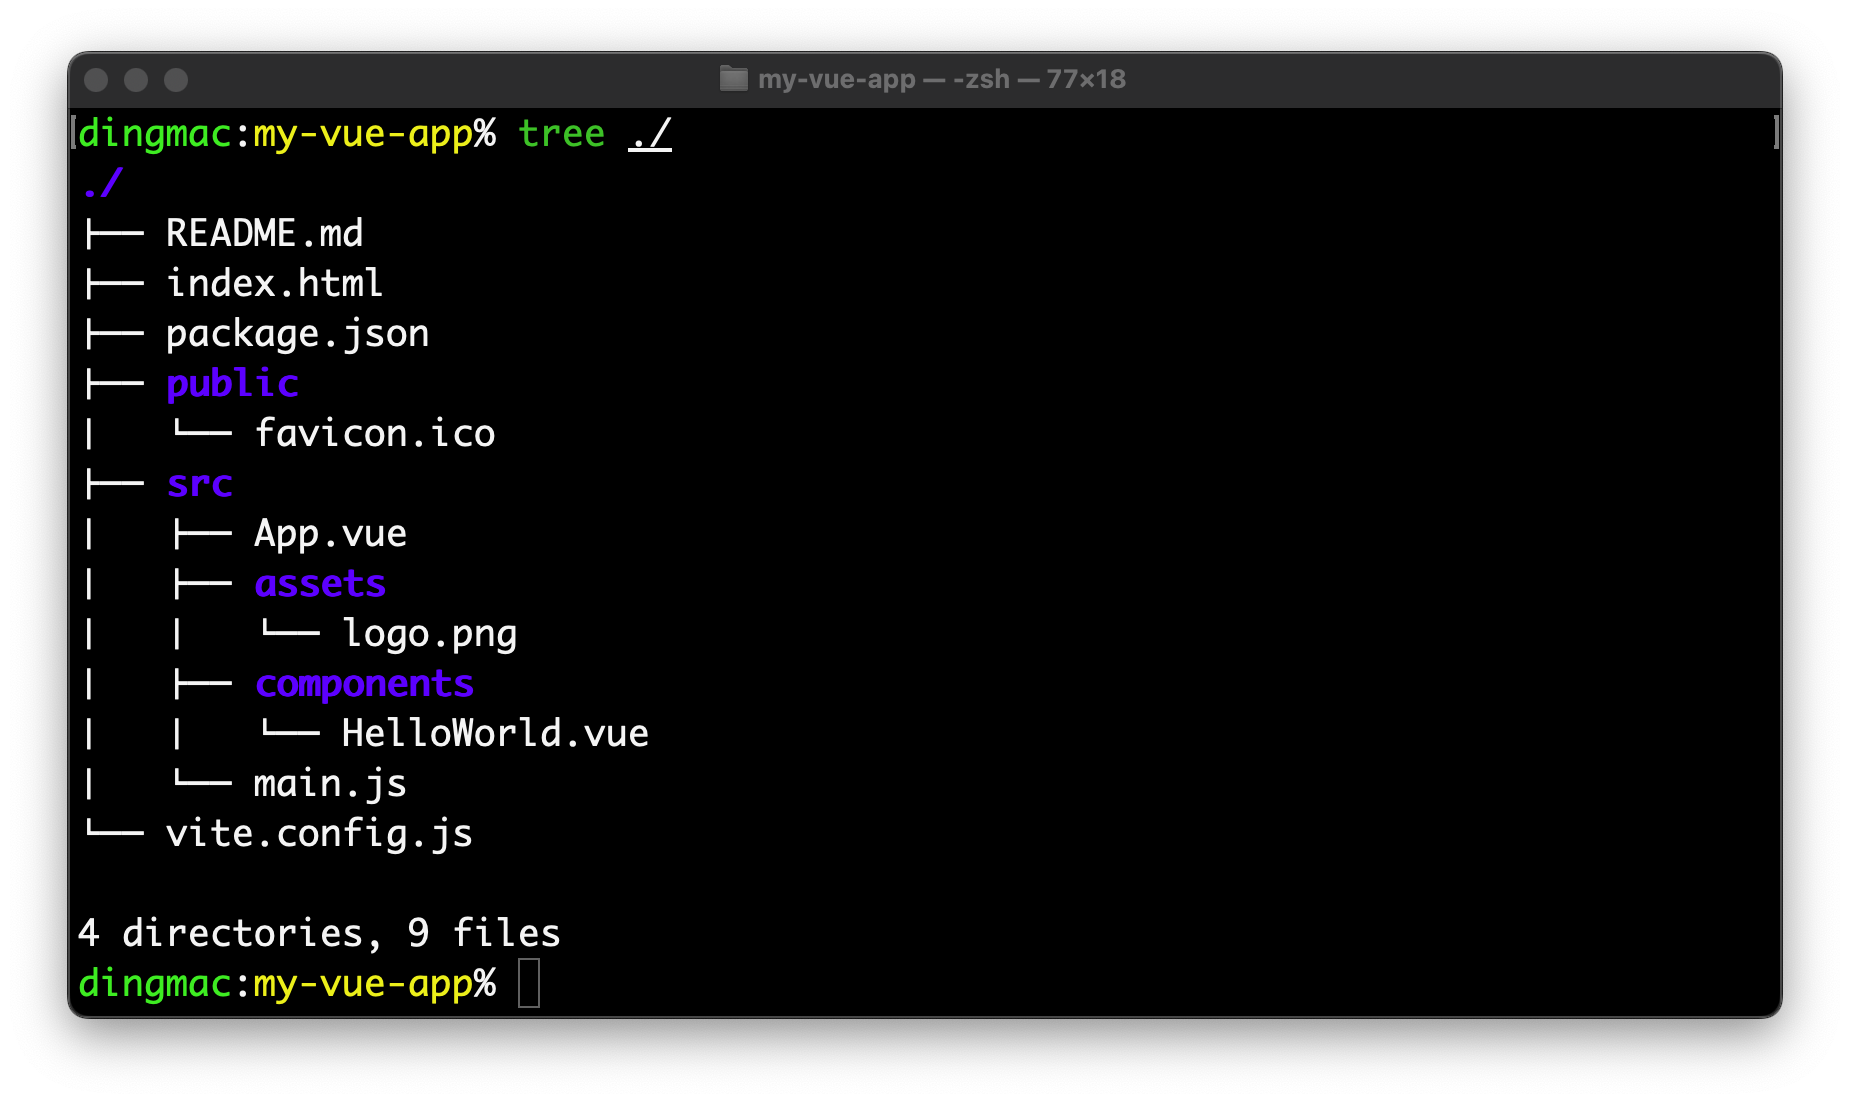 my-vue-app — -zsh — 77×18
dingmac:my-vue-app% tree ./
./
├── README.md
├── index.html
├── package.json
├── public
│   └── favicon.ico
├── src
│   ├── App.vue
│   ├── assets
│   │   └── logo.png
│   ├── components
│   │   └── HelloWorld.vue
│   └── main.js
└── vite.config.js
4 directories, 9 files
dingmac:my-vue-app%